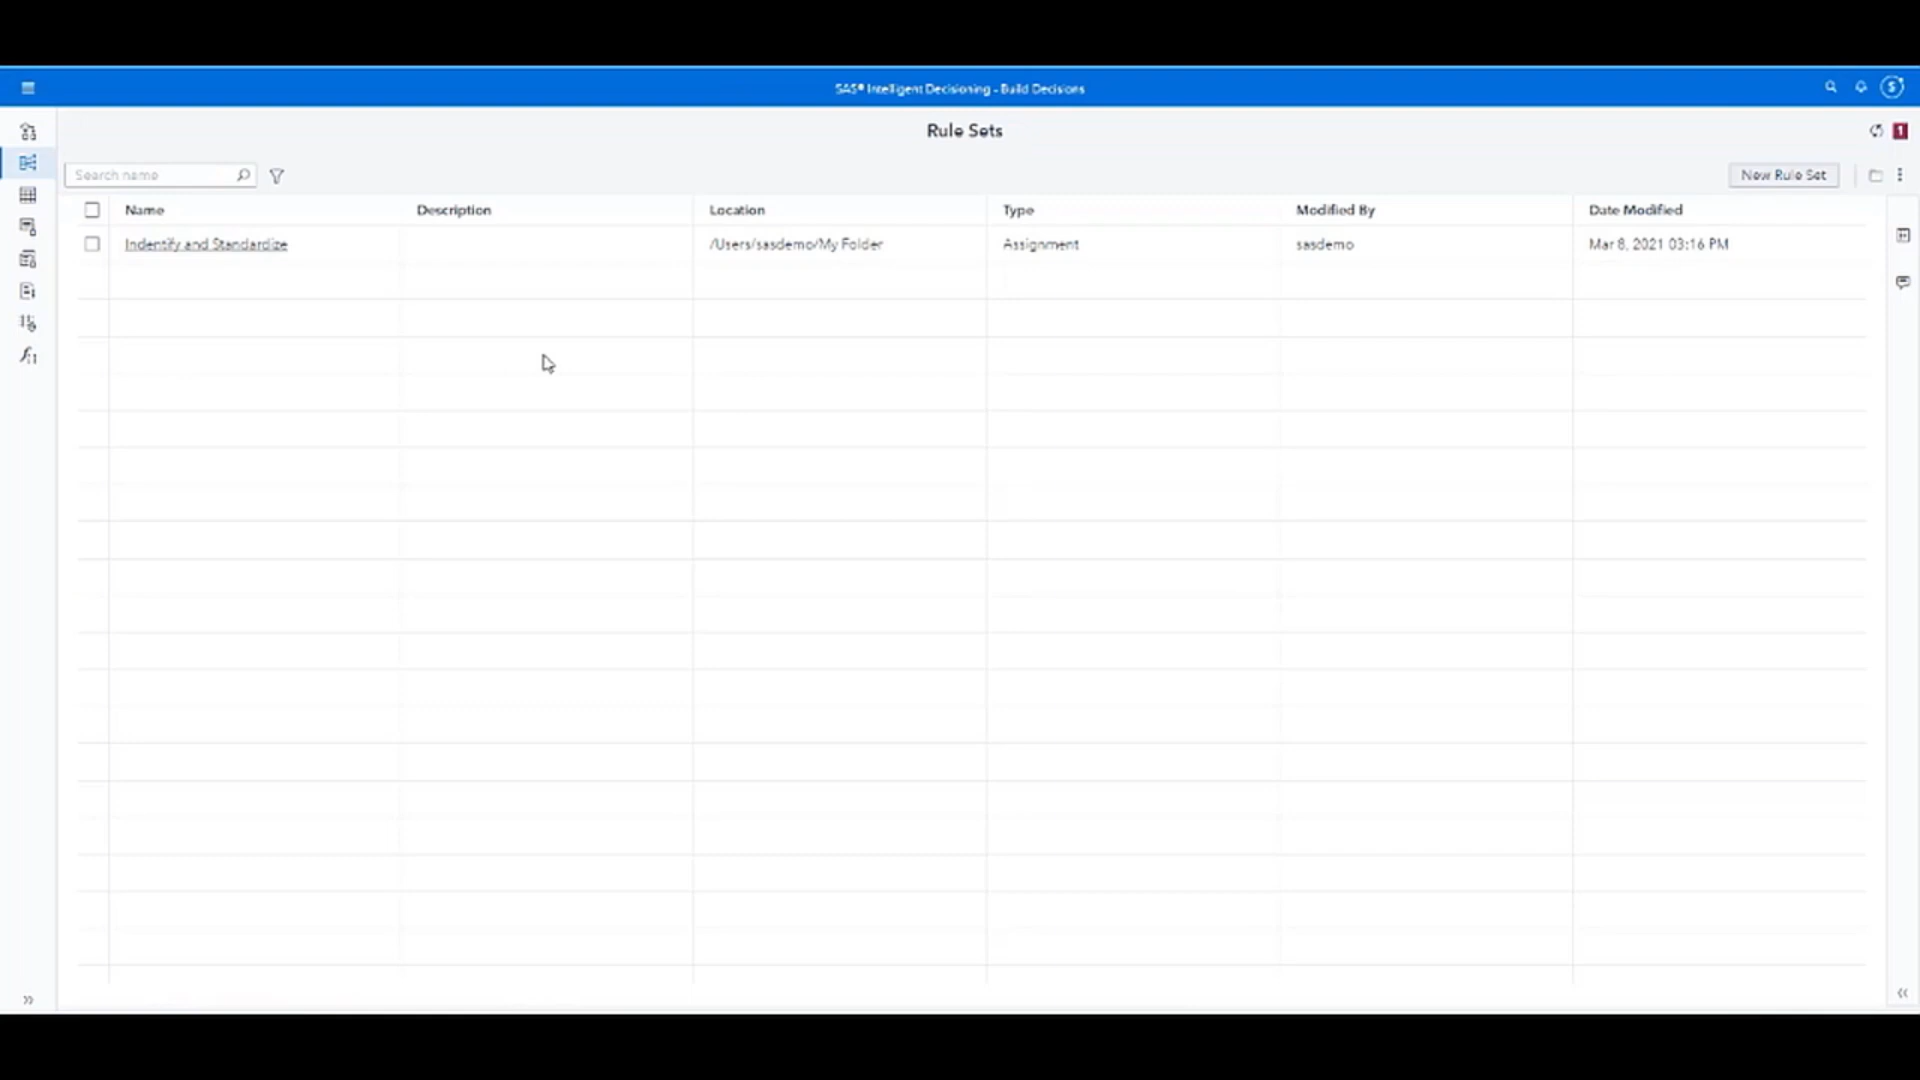 SAS® Intelligent Decisioning - Build Decisions
Rule Sets
1
Search name
New Rule Set
Name Description Location Type Modified By Date Modified
Indentify and Standardize /Users/sasdemo/My Folder Assignment sasdemo Mar 8, 2021 03:16 PM